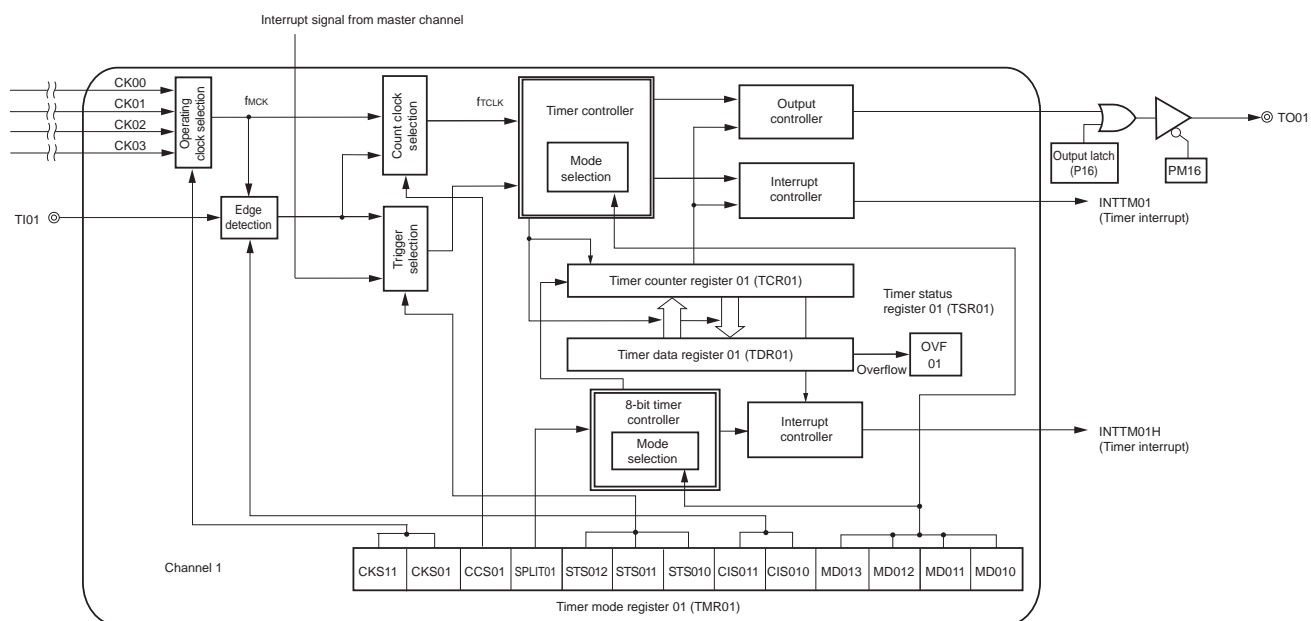 Interrupt signal from master channel
CK00
CK01
CK02
CK03
Operating
clock selection
fMCK
Count clock
selection
fTCLK
Timer controller
Mode
selection
Output
controller
TO01
Output latch
(P16)
PM16
Interrupt
controller
INTTM01
(Timer interrupt)
TI01
Edge
detection
Trigger
selection
Timer counter register 01 (TCR01)
Timer status
register 01 (TSR01)
Timer data register 01 (TDR01)
Overflow
OVF
01
8-bit timer
controller
Mode
selection
Interrupt
controller
INTTM01H
(Timer interrupt)
Channel 1
CKS11
CKS01
CCS01
SPLIT01
STS012
STS011
STS010
CIS011
CIS010
MD013
MD012
MD011
MD010
Timer mode register 01 (TMR01)